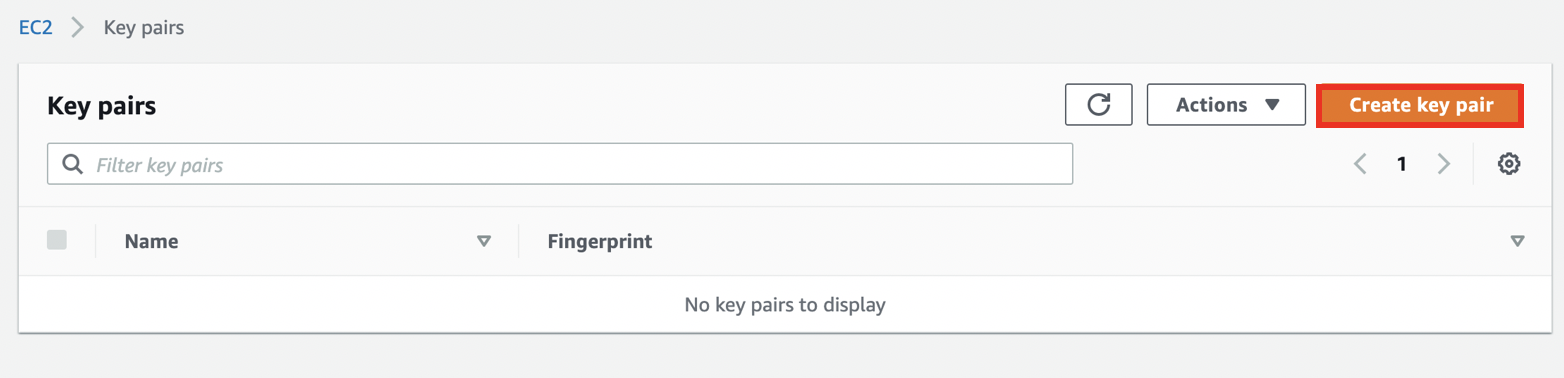 EC2 > Key pairs
Key pairs
Actions
Create key pair
Filter key pairs
1
Name
Fingerprint
No key pairs to display